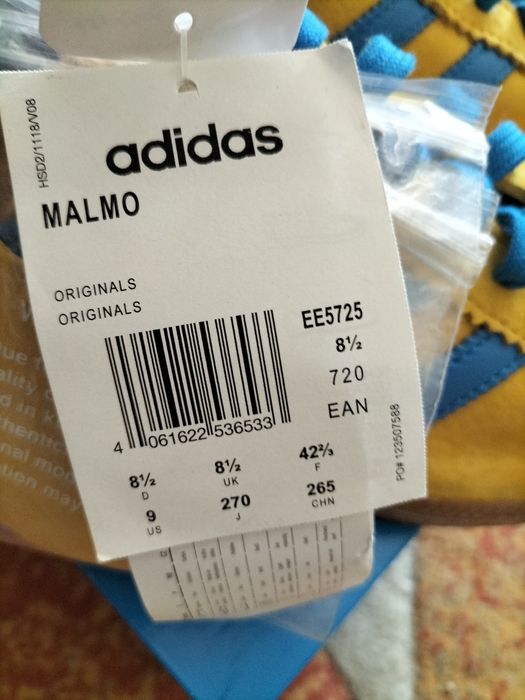 HSD2/1118/V08
adidas
MALMO
ORIGINALS
ORIGINALS
EE5725
8½
720
EAN
4 061622 536533
8½ 8½ 42⅔
D UK F
9 270 265
US J CHN
PO# 123507588